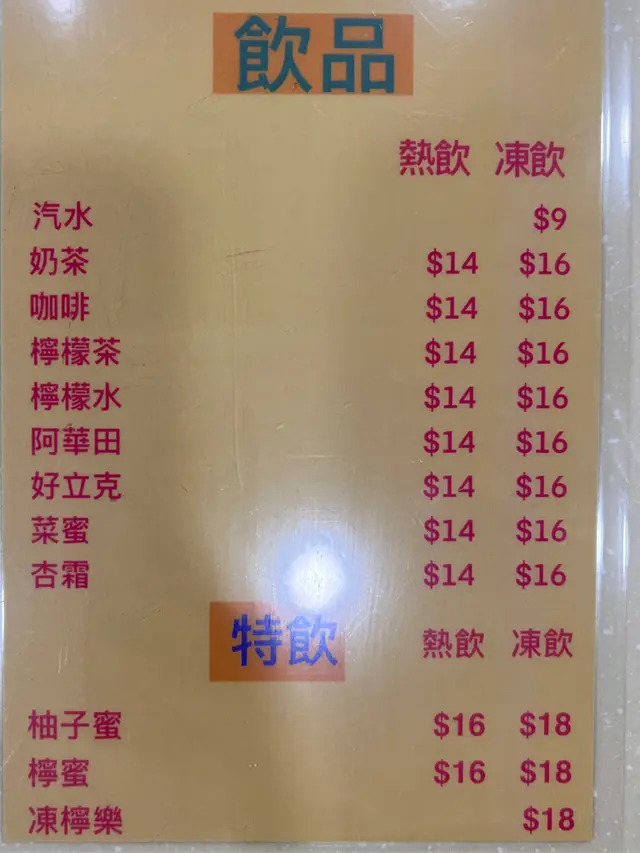 飲品
熱飲 凍飲
汽水 $9
奶茶 $14 $16
咖啡 $14 $16
檸檬茶 $14 $16
檸檬水 $14 $16
阿華田 $14 $16
好立克 $14 $16
菜蜜 $14 $16
杏霜 $14 $16
特飲 熱飲 凍飲
柚子蜜 $16 $18
檸蜜 $16 $18
凍檸樂 $18